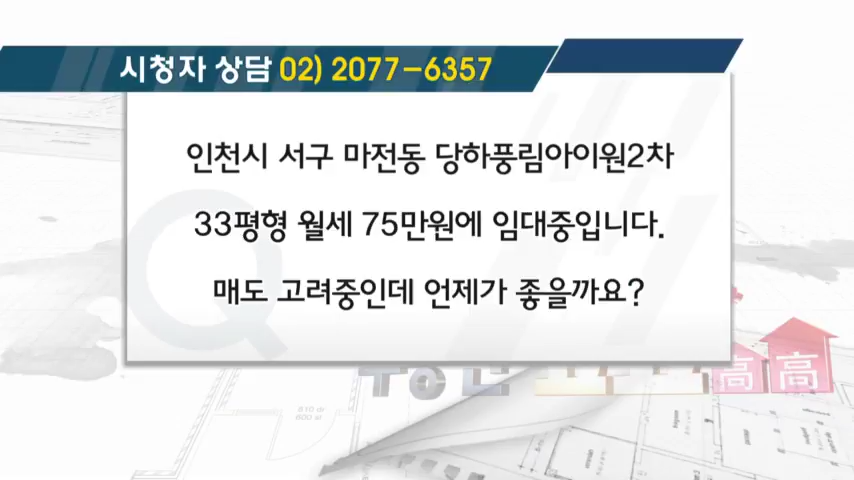 시청자 상담 02) 2077-6357
인천시 서구 마전동 당하풍림아이원2차
33평형 월세 75만원에 임대중입니다.
매도 고려중인데 언제가 좋을까요?
高 高